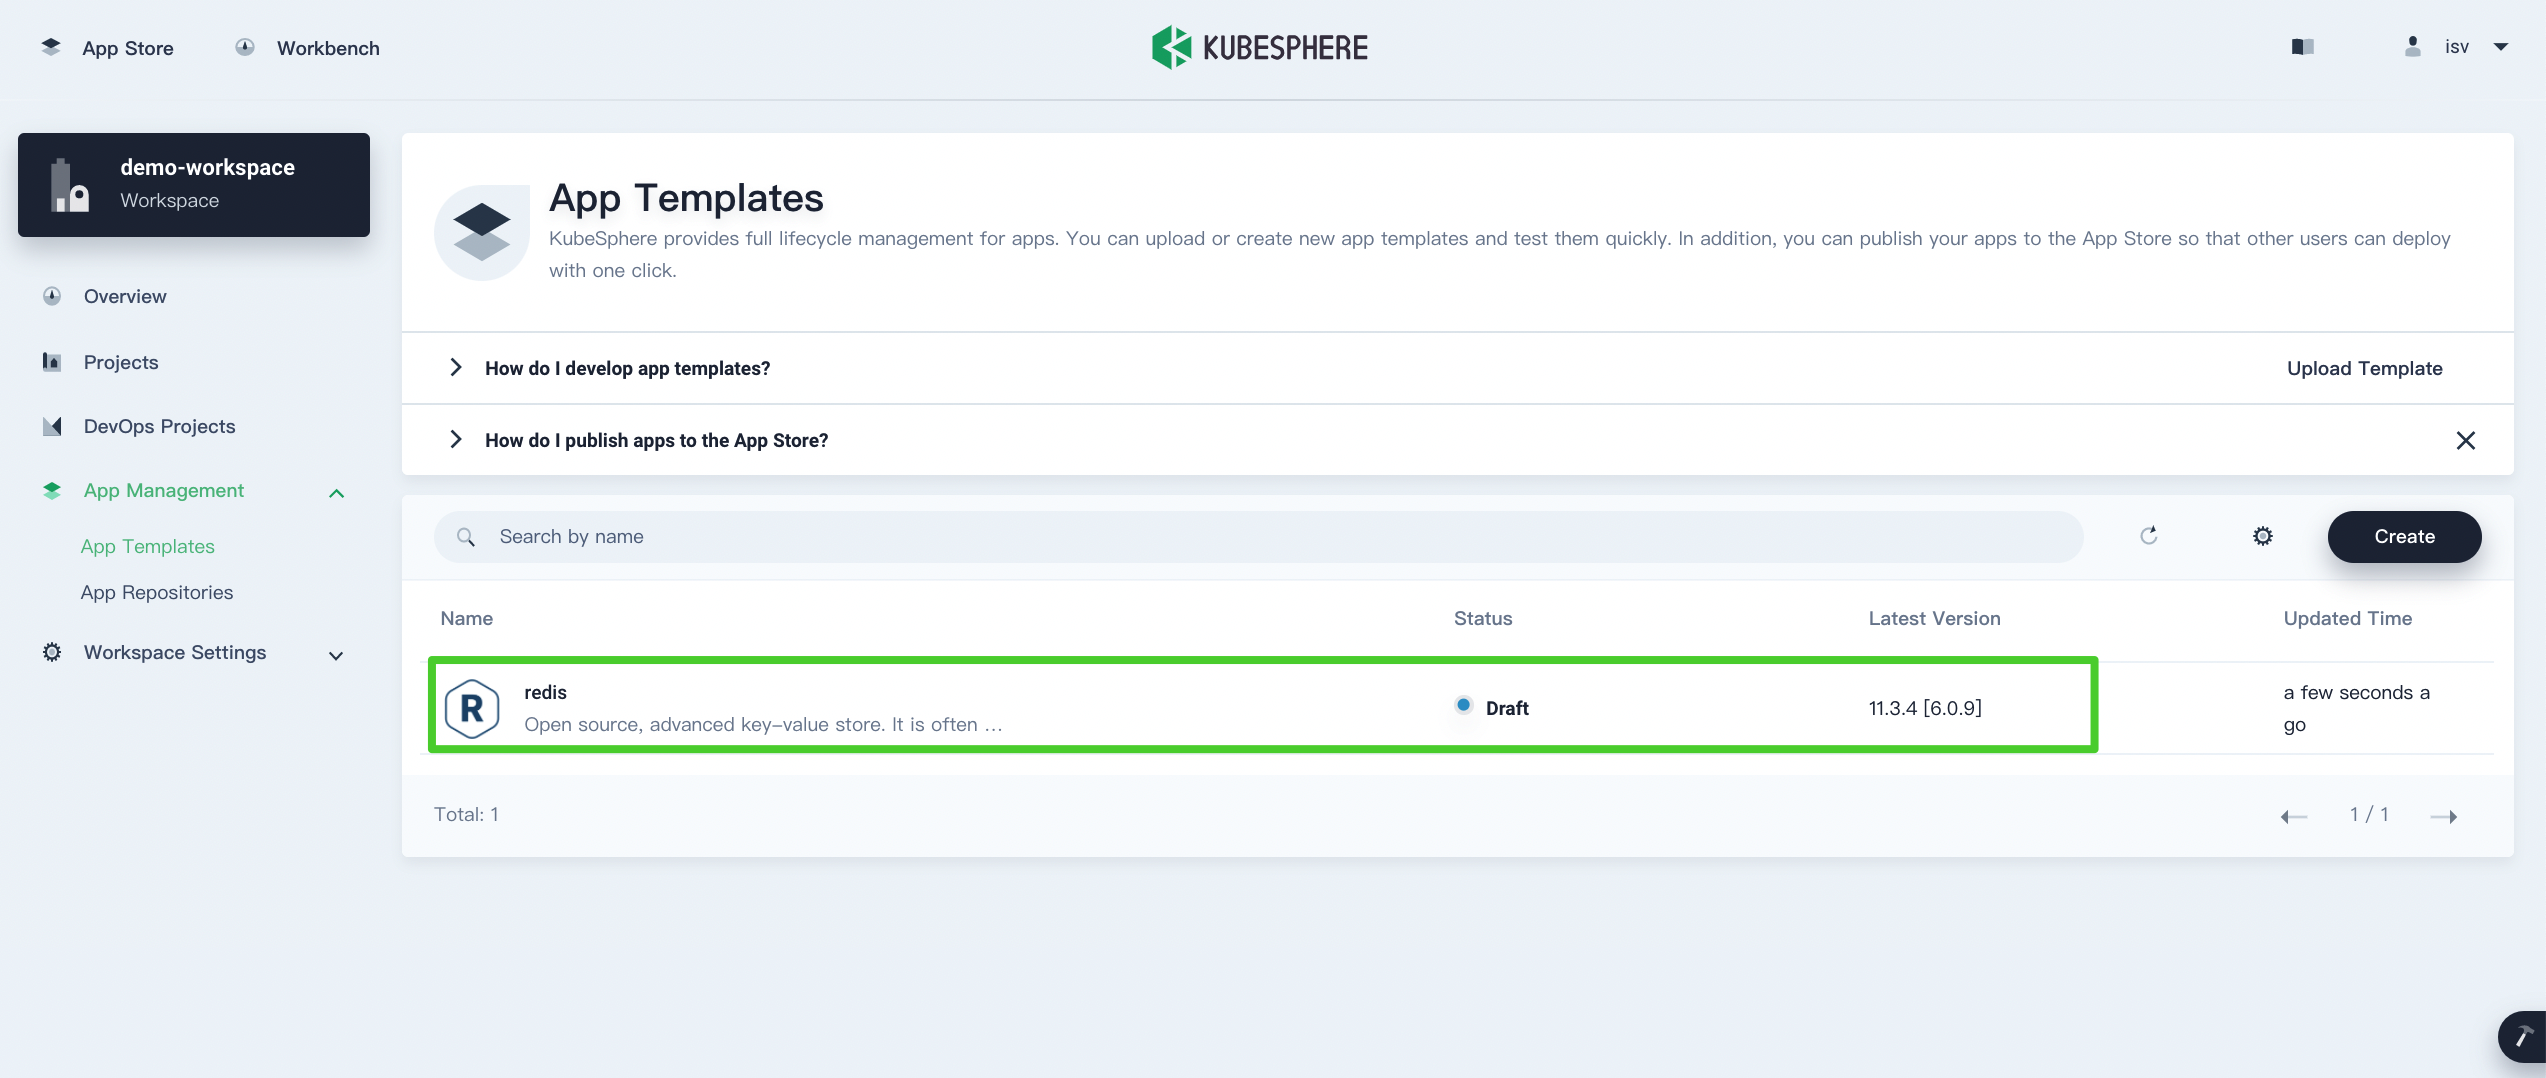 App Store
Workbench
KUBESPHERE
isv
demo-workspace
Workspace
Overview
Projects
DevOps Projects
App Management
App Templates
App Repositories
Workspace Settings
App Templates
KubeSphere provides full lifecycle management for apps. You can upload or create new app templates and test them quickly. In addition, you can publish your apps to the App Store so that other users can deploy
with one click.
How do I develop app templates?
Upload Template
How do I publish apps to the App Store?
Search by name
Create
Name
Status
Latest Version
Updated Time
R
redis
Open source, advanced key-value store. It is often ...
Draft
11.3.4 [6.0.9]
a few seconds a
go
Total: 1
1 / 1